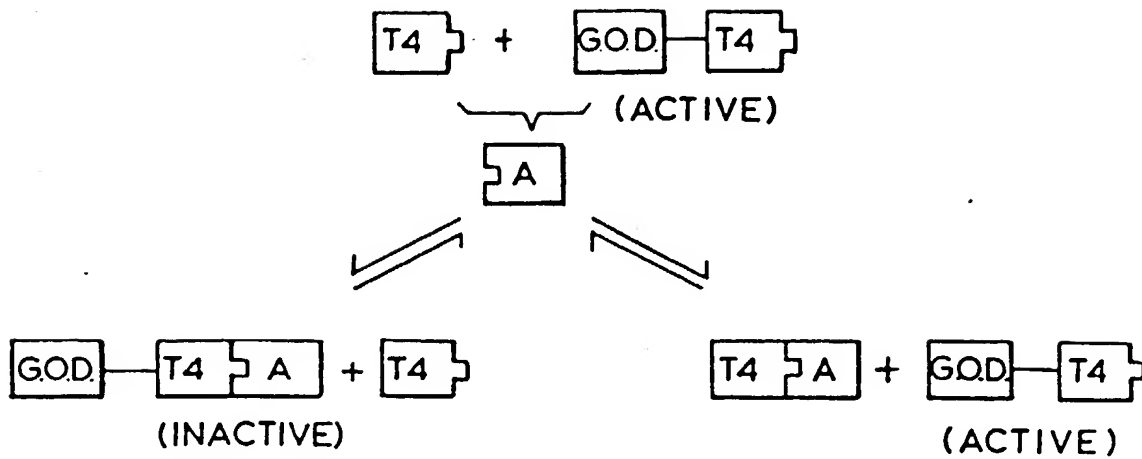 T4 + G.O.D. T4
(ACTIVE)
A
G.O.D. T4 A + T4 T4 A + G.O.D. T4
(INACTIVE) (ACTIVE)